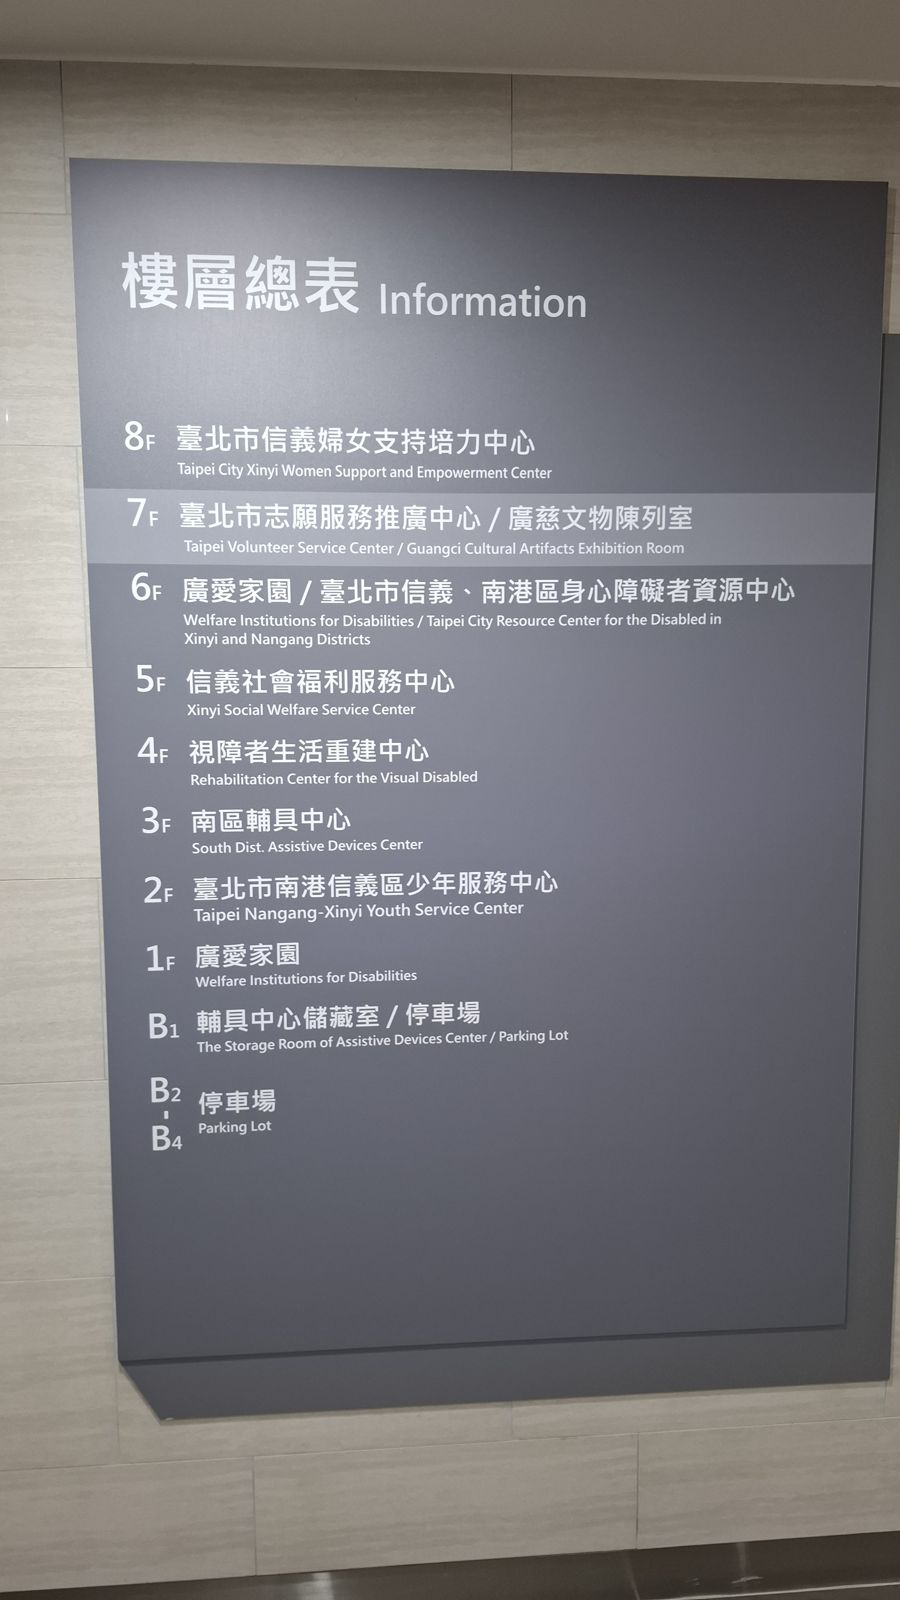 樓層總表 Information
8F 臺北市信義婦女支持培力中心
Taipei City Xinyi Women Support and Empowerment Center
7F 臺北市志願服務推廣中心 / 廣慈文物陳列室
Taipei Volunteer Service Center / Guangci Cultural Artifacts Exhibition Room
6F 廣愛家園 / 臺北市信義、南港區身心障礙者資源中心
Welfare Institutions for Disabilities / Taipei City Resource Center for the Disabled in
Xinyi and Nangang Districts
5F 信義社會福利服務中心
Xinyi Social Welfare Service Center
4F 視障者生活重建中心
Rehabilitation Center for the Visual Disabled
3F 南區輔具中心
South Dist. Assistive Devices Center
2F 臺北市南港信義區少年服務中心
Taipei Nangang-Xinyi Youth Service Center
1F 廣愛家園
Welfare Institutions for Disabilities
B1 輔具中心儲藏室 / 停車場
The Storage Room of Assistive Devices Center / Parking Lot
B2
-
B4
停車場
Parking Lot